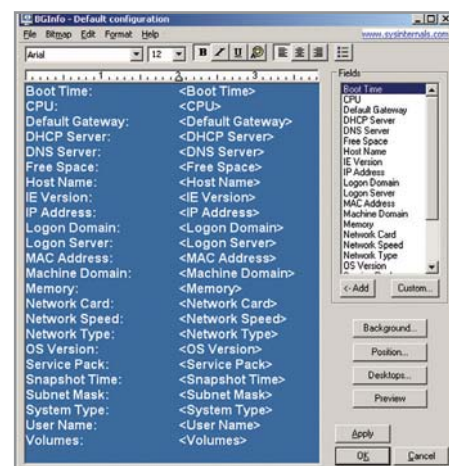 BGInfo - Default configuration
File Bitmap Edit Format Help
www.sysinternals.com
Arial 12 B I U
1 2 3
Boot Time: <Boot Time>
CPU: <CPU>
Default Gateway: <Default Gateway>
DHCP Server: <DHCP Server>
DNS Server: <DNS Server>
Free Space: <Free Space>
Host Name: <Host Name>
IE Version: <IE Version>
IP Address: <IP Address>
Logon Domain: <Logon Domain>
Logon Server: <Logon Server>
MAC Address: <MAC Address>
Machine Domain: <Machine Domain>
Memory: <Memory>
Network Card: <Network Card>
Network Speed: <Network Speed>
Network Type: <Network Type>
OS Version: <OS Version>
Service Pack: <Service Pack>
Snapshot Time: <Snapshot Time>
Subnet Mask: <Subnet Mask>
System Type: <System Type>
User Name: <User Name>
Volumes: <Volumes>
Fields
Boot Time
CPU
Default Gateway
DHCP Server
DNS Server
Free Space
Host Name
IE Version
IP Address
Logon Domain
Logon Server
MAC Address
Machine Domain
Memory
Network Card
Network Speed
Network Type
OS Version
<- Add Custom...
Background...
Position...
Desktops...
Preview
Apply
OK Cancel